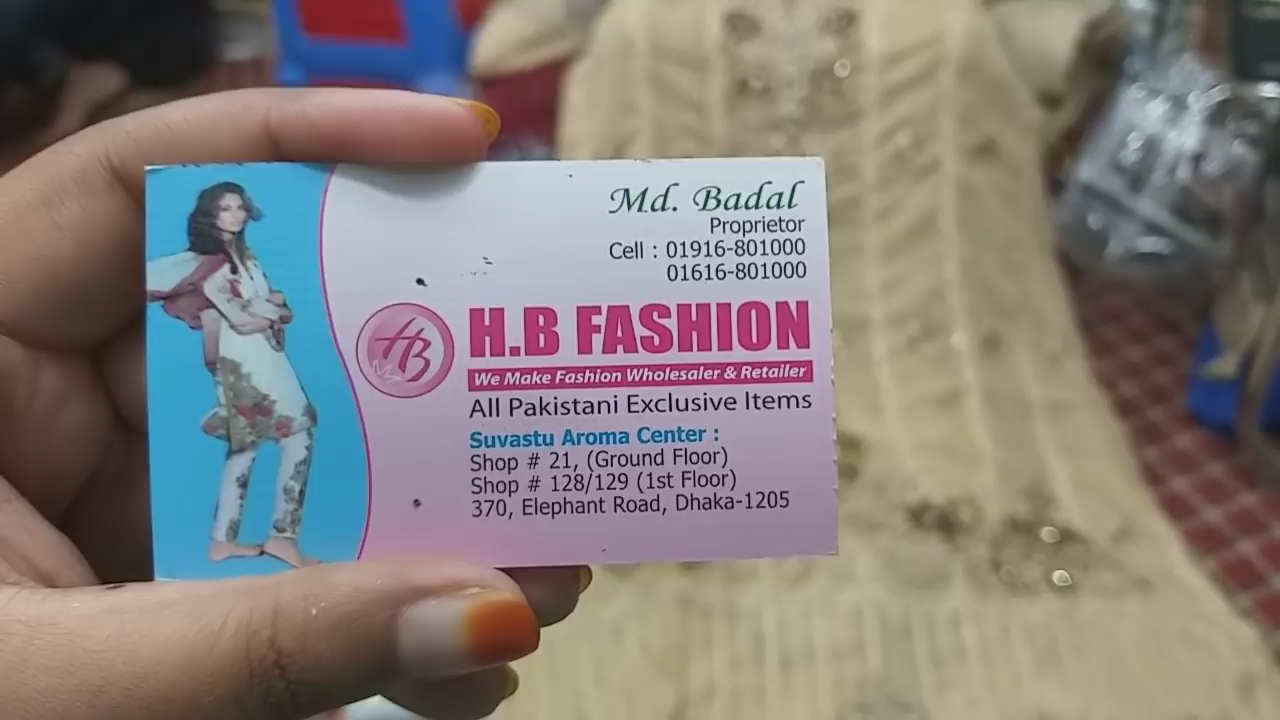 Md. Badal
Proprietor
Cell : 01916-801000
01616-801000
HB
H.B FASHION
We Make Fashion Wholesaler & Retailer
All Pakistani Exclusive Items
Suvastu Aroma Center :
Shop # 21, (Ground Floor)
Shop # 128/129 (1st Floor)
370, Elephant Road, Dhaka-1205